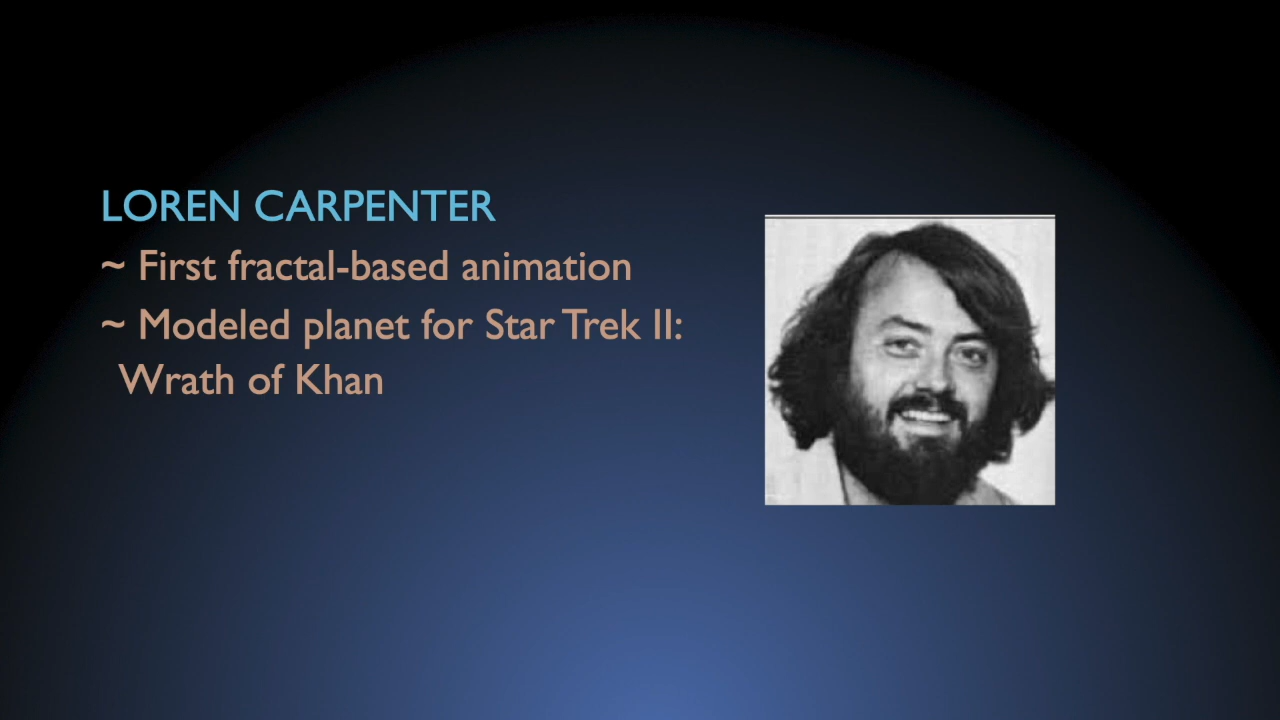 LOREN CARPENTER
~ First fractal-based animation
~ Modeled planet for Star Trek II:
Wrath of Khan